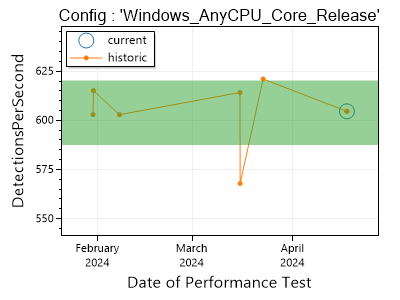 Config : 'Windows_AnyCPU_Core_Release'
current
historic
DetectionsPerSecond
625
600
575
550
February
2024
March
2024
April
2024
Date of Performance Test